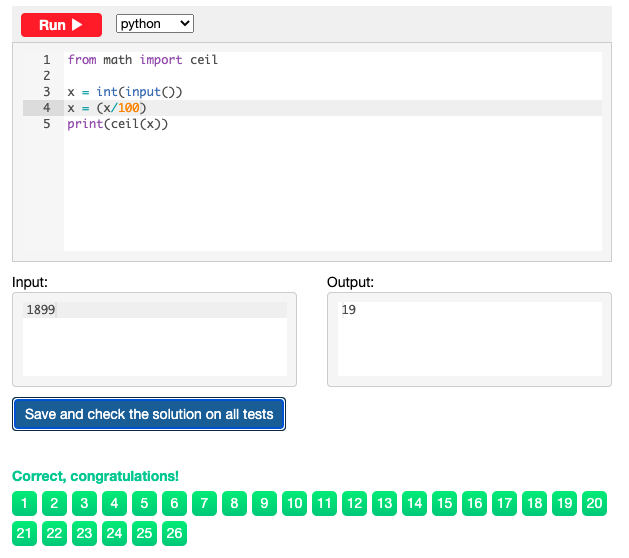 Run ▶ python
1 from math import ceil
2
3 x = int(input())
4 x = (x/100)
5 print(ceil(x))
Input: Output:
1899 19
Save and check the solution on all tests
Correct, congratulations!
1 2 3 4 5 6 7 8 9 10 11 12 13 14 15 16 17 18 19 20
21 22 23 24 25 26